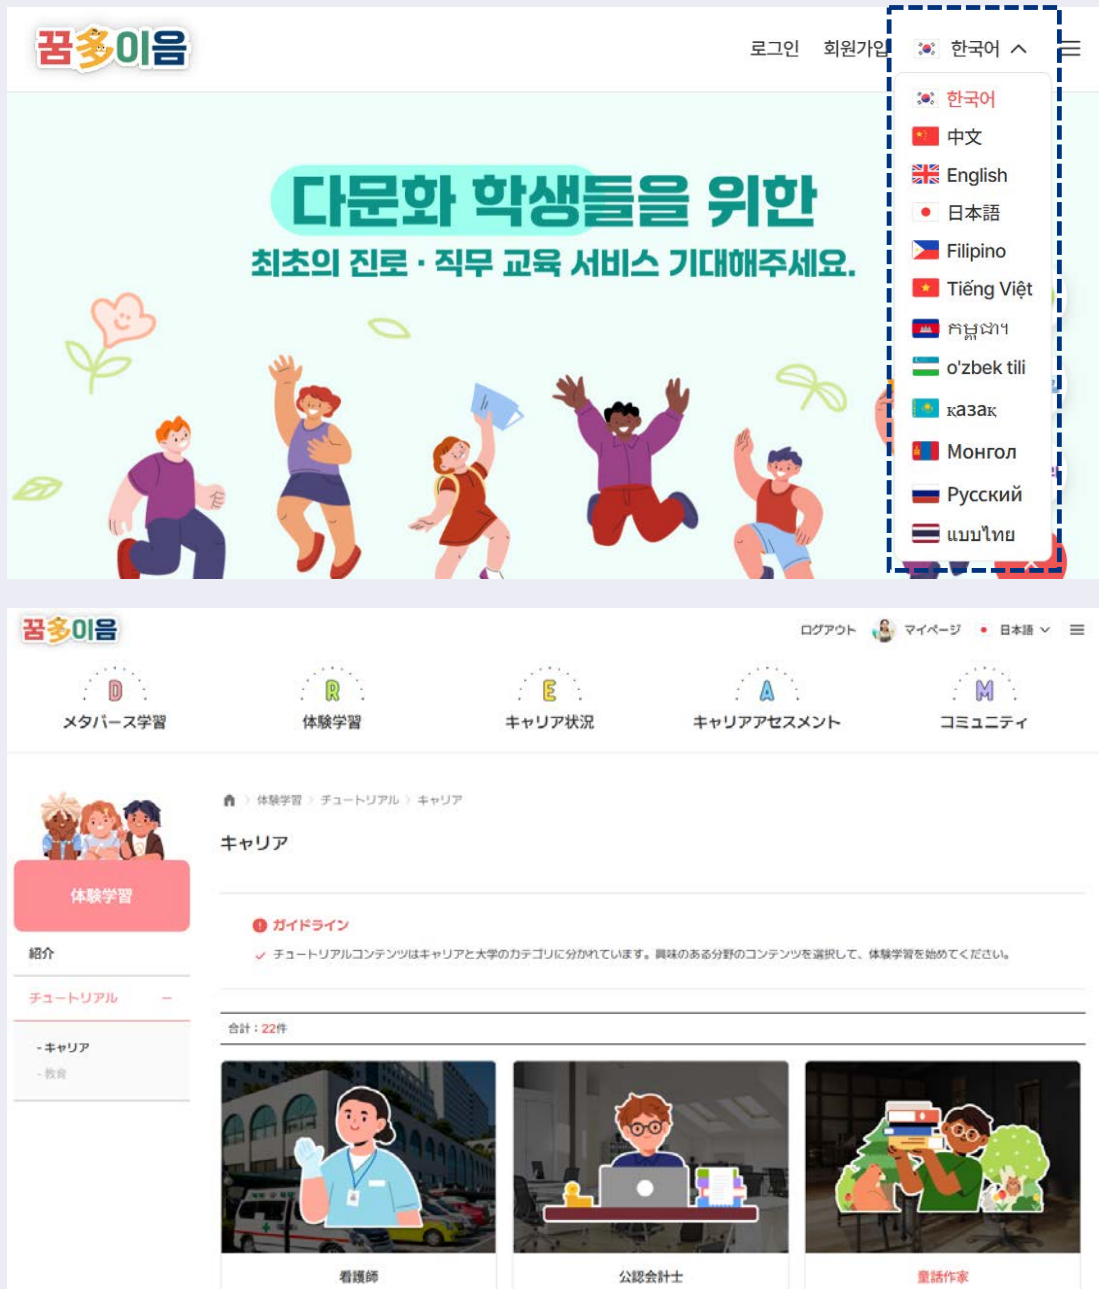 꿈多이음
로그인 회원가입 한국어
한국어
中文
English
日本語
Filipino
Tiếng Việt
កម្ពុជា។
o'zbek tili
қазақ
Монгол
Русский
แบบไทย
다문화 학생들을 위한
최초의 진로 · 직무 교육 서비스 기대해주세요.
꿈多이음
ログアウト マイページ 日本語
D R E A M
メタバース学習 体験学習 キャリア状況 キャリアアセスメント コミュニティ
体験学習 〉 チュートリアル 〉 キャリア
キャリア
体験学習
紹介
チュートリアル −
- キャリア
- 教育
ガイドライン
チュートリアルコンテンツはキャリアと大学のカテゴリに分かれています。興味のある分野のコンテンツを選択して、体験学習を始めてください。
合計：22件
看護師 公認会計士 童話作家